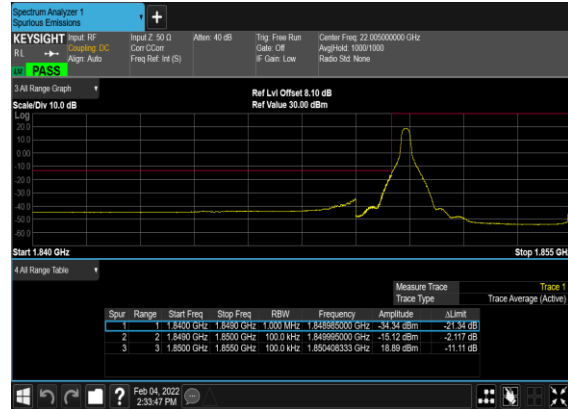 Spectrum Analyzer 1
Spurious Emissions
KEYSIGHT Input: RF Input Z: 50 Ω Atten: 40 dB Trig: Free Run Center Freq: 22.005000000 GHz
RL Coupling: DC Corr CCorr Gate: Off Avg|Hold: 1000/1000
Align: Auto Freq Ref: Int (S) IF Gain: Low Radio Std: None
PASS
3 All Range Graph
Ref Lvl Offset 8.10 dB
Scale/Div 10.0 dB Ref Value 30.00 dBm
Log
20.0
10.0
0.00
-10.0
-20.0
-30.0
-40.0
-50.0
-60.0
Start 1.840 GHz Stop 1.855 GH
4 All Range Table
Measure Trace Trace 1
Trace Type Trace Average (Active)
Spur Range Start Freq Stop Freq RBW Frequency Amplitude ΔLimit
1 1 1.8400 GHz 1.8490 GHz 1.000 MHz 1.848985000 GHz -34.34 dBm -21.34 dB
2 2 1.8490 GHz 1.8500 GHz 100.0 kHz 1.849995000 GHz -15.12 dBm -2.117 dB
3 3 1.8500 GHz 1.8550 GHz 100.0 kHz 1.850408333 GHz 18.89 dBm -11.11 dB
? Feb 04, 2022
2:33:47 PM